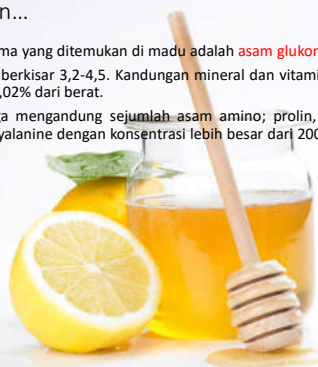 n...
ma yang ditemukan di madu adalah asam glukon
berkisar 3,2-4,5. Kandungan mineral dan vitami
,02% dari berat.
ga mengandung sejumlah asam amino; prolin,
yalanine dengan konsentrasi lebih besar dari 200